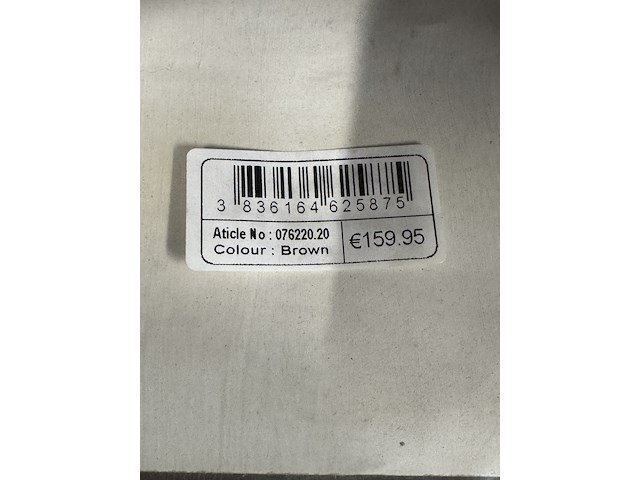 3 836164 625875
Aticle No : 076220.20
Colour : Brown
€159.95